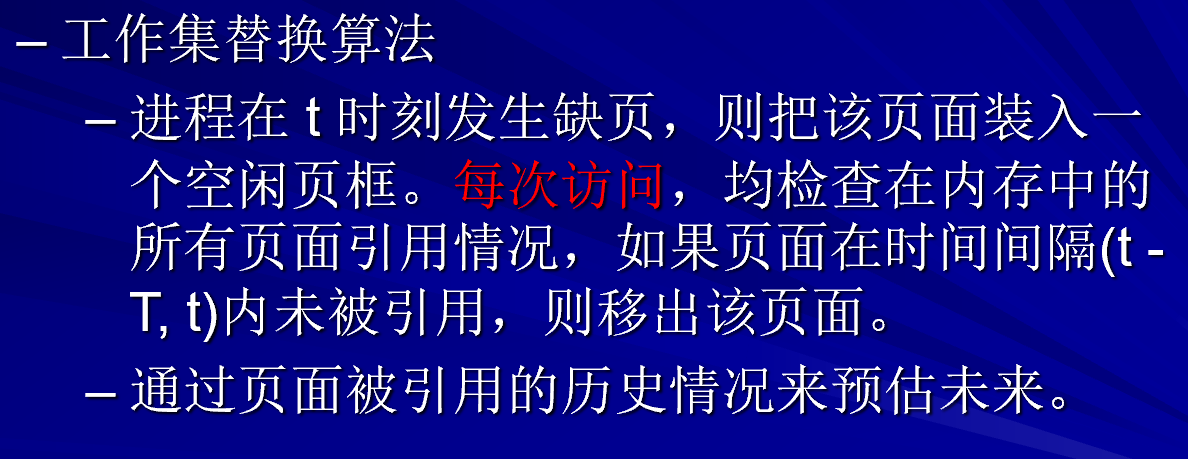 – 工作集替换算法
– 进程在 t 时刻发生缺页，则把该页面装入一
个空闲页框。每次访问，均检查在内存中的
所有页面引用情况，如果页面在时间间隔(t -
T, t)内未被引用，则移出该页面。
– 通过页面被引用的历史情况来预估未来。